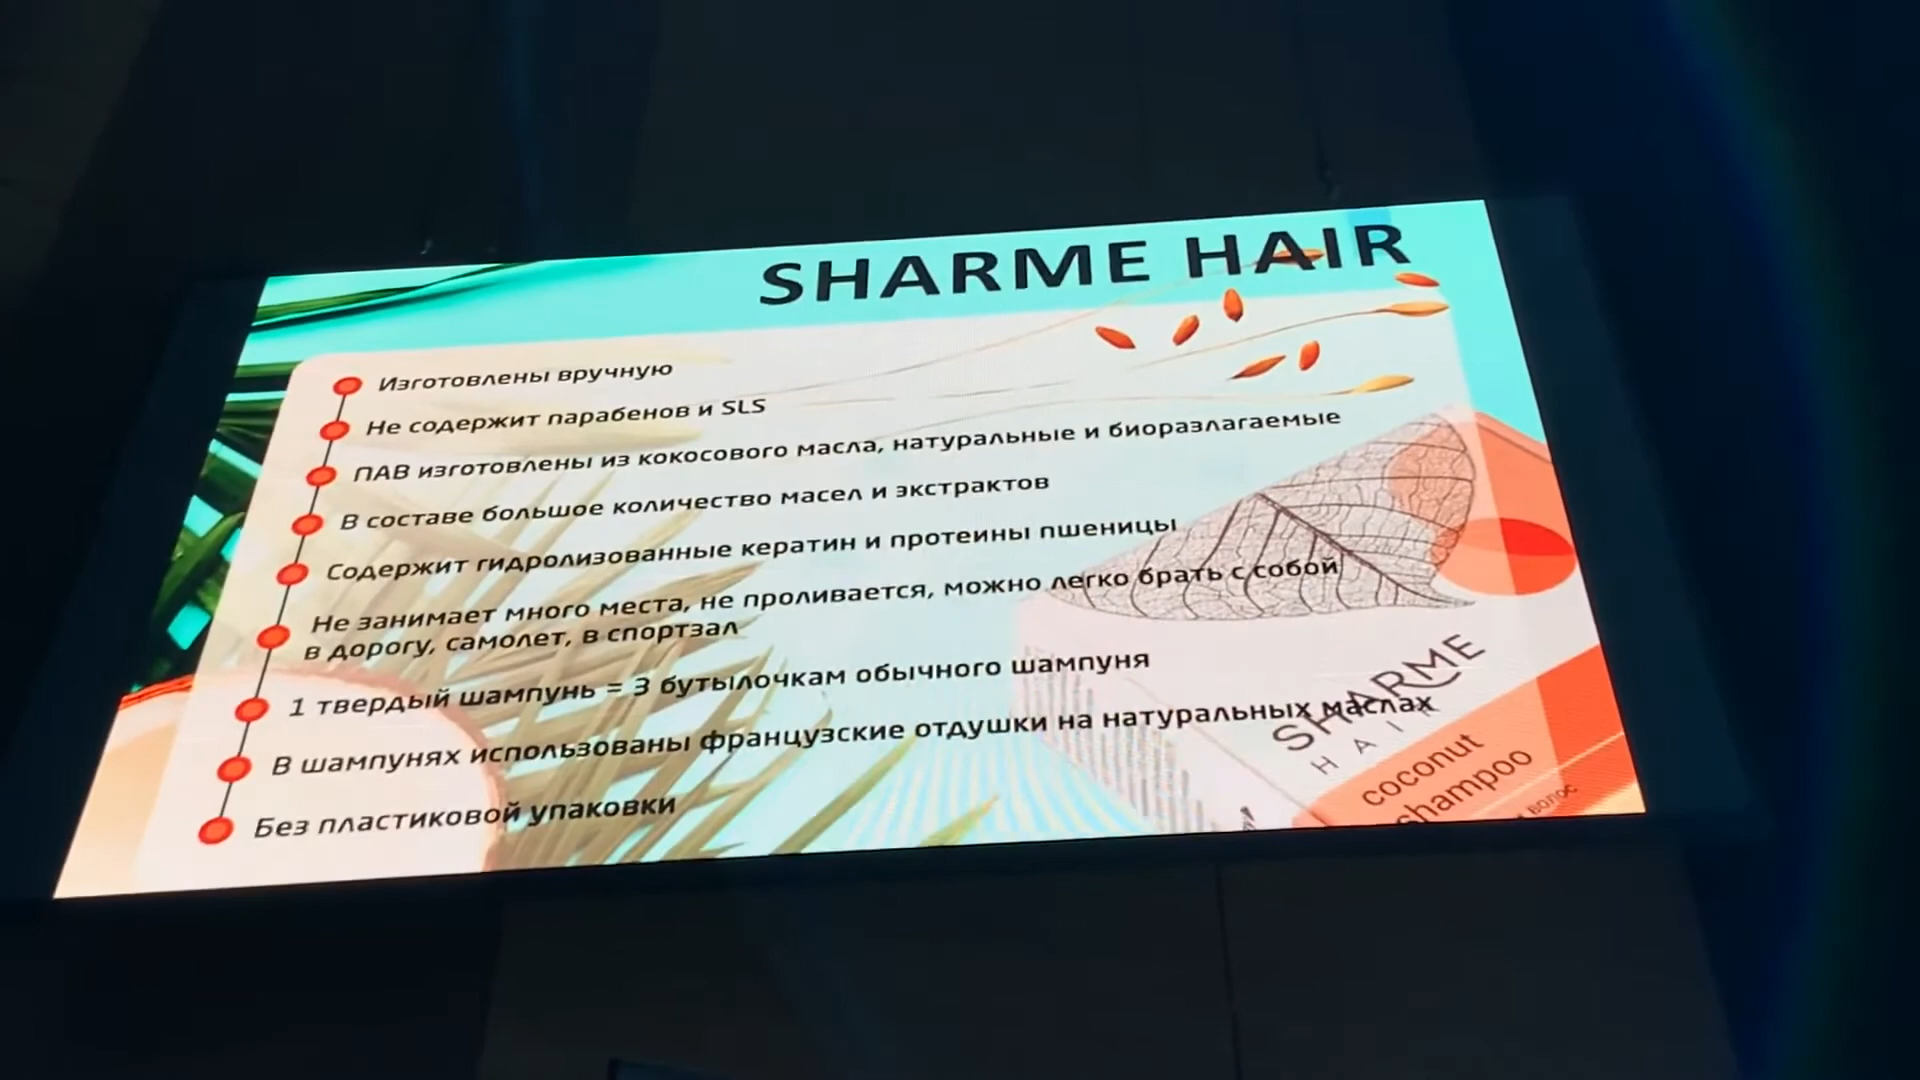 SHARME HAIR
Изготовлены вручную
Не содержит парабенов и SLS
ПАВ изготовлены из кокосового масла, натуральные и биоразлагаемые
В составе большое количество масел и экстрактов
Содержит гидролизованные кератин и протеины пшеницы
Не занимает много места, не проливается, можно легко брать с собой
в дорогу, самолет, в спортзал
1 твердый шампунь = 3 бутылочкам обычного шампуня
В шампунях использованы французские отдушки на натуральных маслах
Без пластиковой упаковки
SHARME
HAIR
coconut
shampoo
волос